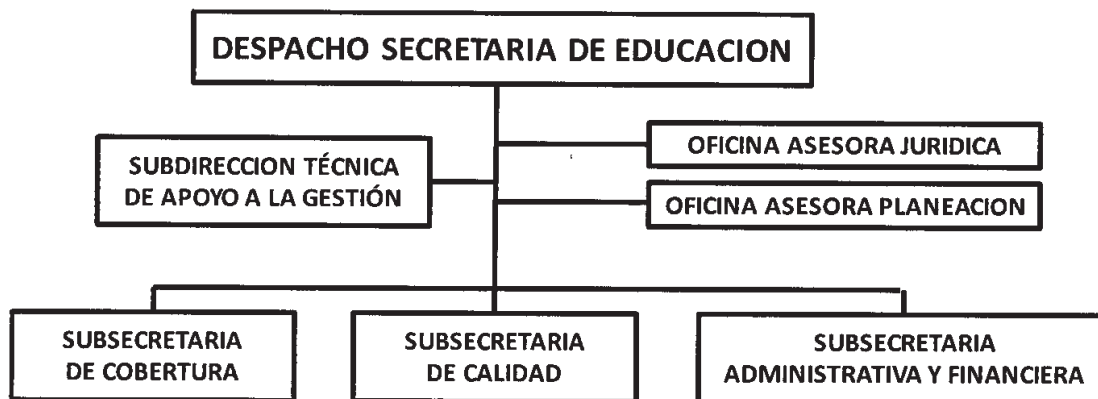 DESPACHO SECRETARIA DE EDUCACION
SUBDIRECCION TÉCNICA
DE APOYO A LA GESTIÓN
OFICINA ASESORA JURIDICA
OFICINA ASESORA PLANEACION
SUBSECRETARIA
DE COBERTURA
SUBSECRETARIA
DE CALIDAD
SUBSECRETARIA
ADMINISTRATIVA Y FINANCIERA